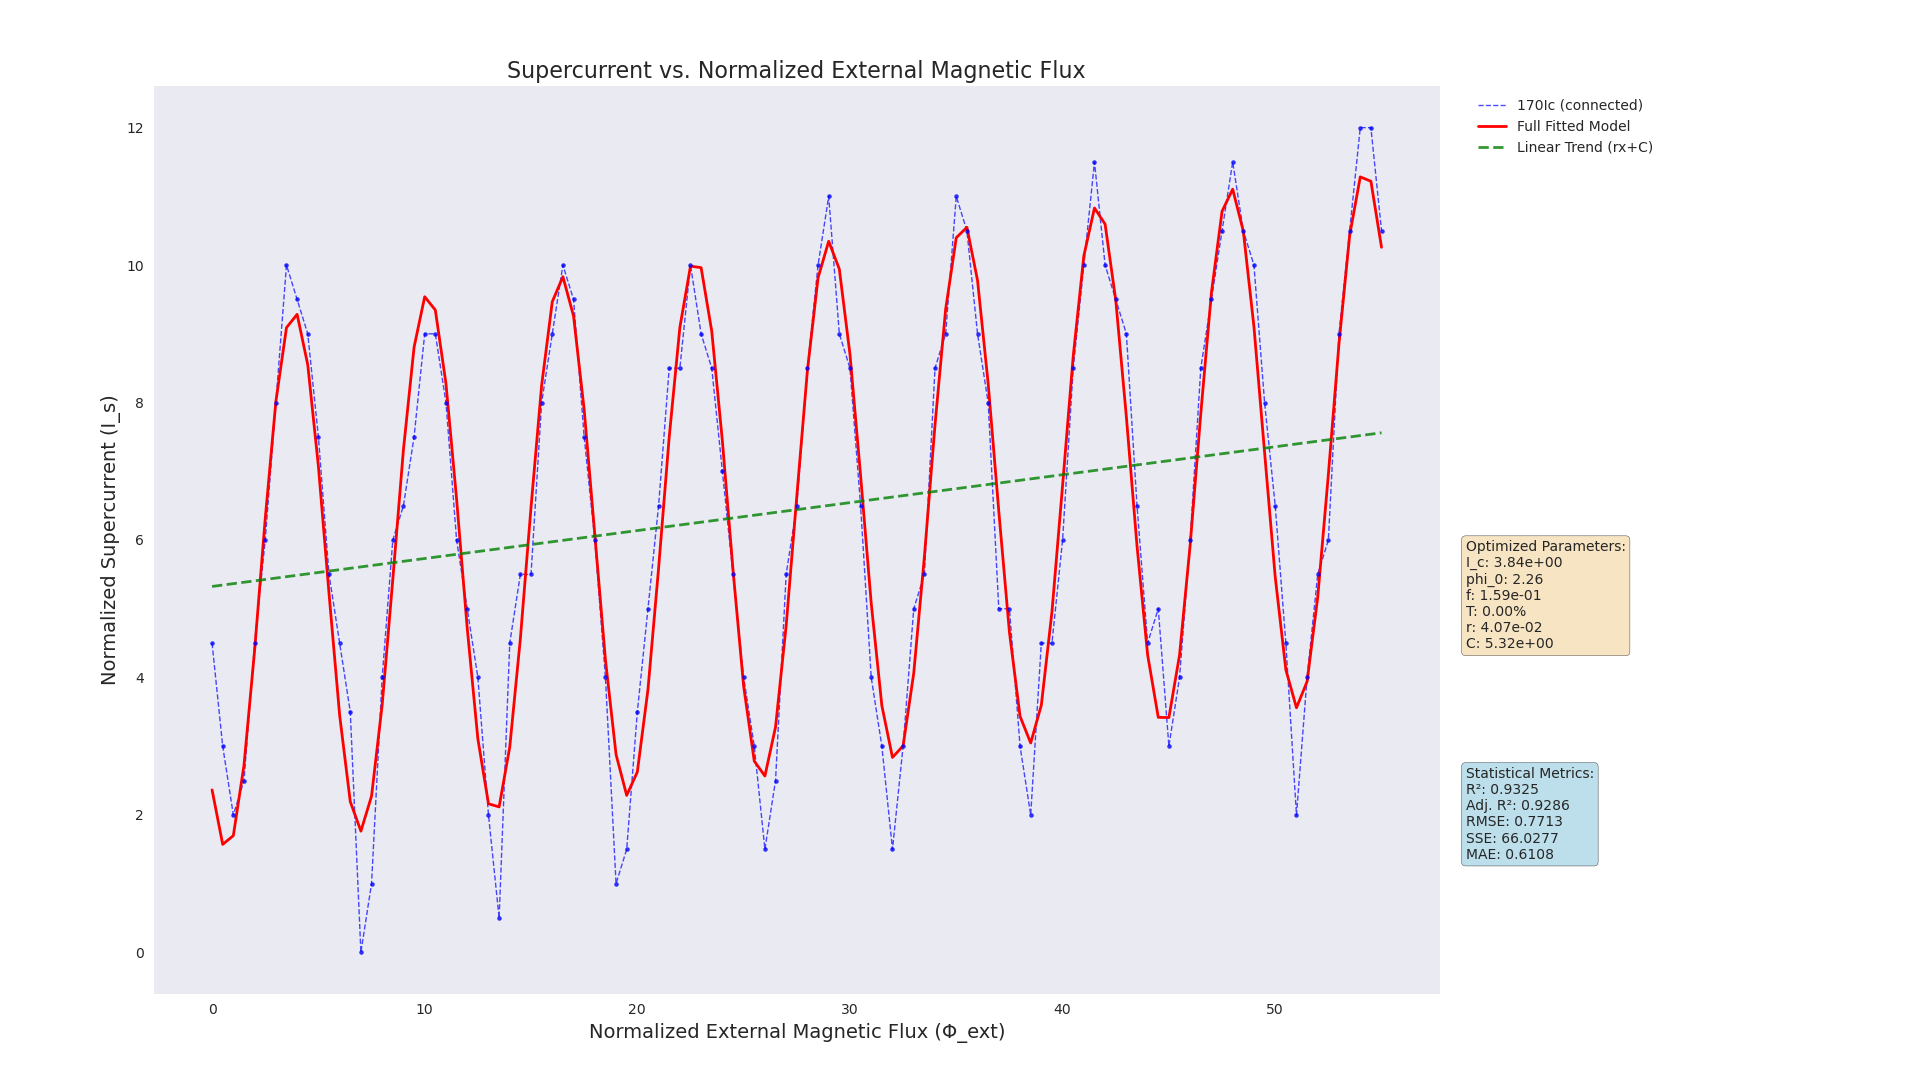 Supercurrent vs. Normalized External Magnetic Flux
170Ic (connected)
Full Fitted Model
Linear Trend (rx+C)
12
10
8
6
4
2
0
Normalized Supercurrent (I_s)
0
10
20
30
40
50
Normalized External Magnetic Flux (Φ_ext)
Optimized Parameters:
I_c: 3.84e+00
phi_0: 2.26
f: 1.59e-01
T: 0.00%
r: 4.07e-02
C: 5.32e+00
Statistical Metrics:
R²: 0.9325
Adj. R²: 0.9286
RMSE: 0.7713
SSE: 66.0277
MAE: 0.6108